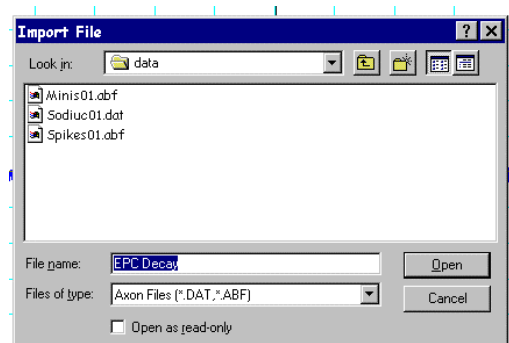 Import File
Look in: data
Minis01.abf
Sodiuc01.dat
Spikes01.abf
File name: EPC Decay Open
Files of type: Axon Files (*.DAT,*.ABF) Cancel
Open as read-only